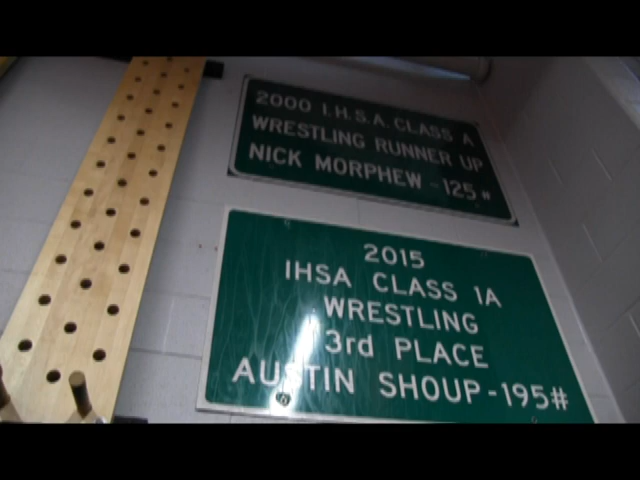 2000 I.H.S.A. CLASS A
WRESTLING RUNNER UP
NICK MORPHEW - 125#
2015
IHSA CLASS 1A
WRESTLING
3rd PLACE
AUSTIN SHOUP - 195#